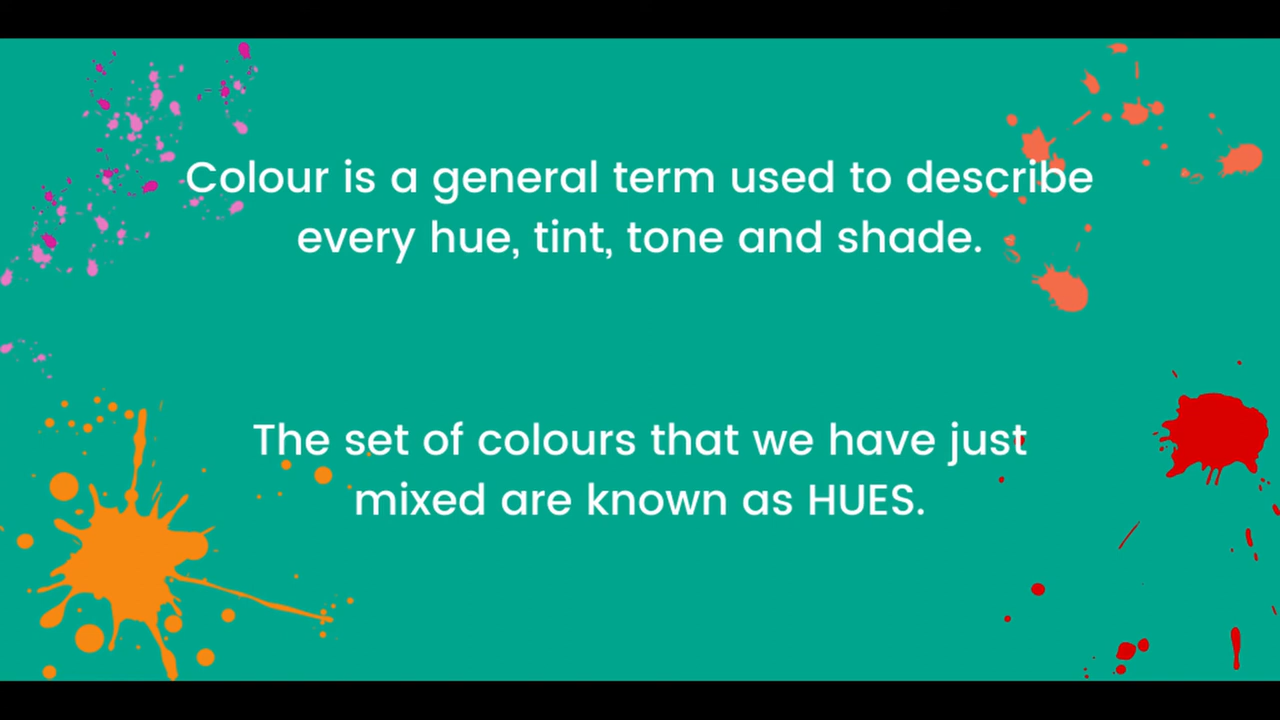 Colour is a general term used to describe
every hue, tint, tone and shade.
The set of colours that we have just
mixed are known as HUES.